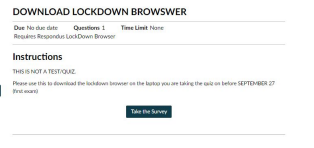 DOWNLOAD LOCKDOWN BROWSWER
Due No due date Questions 1 Time Limit None
Requires Respondus LockDown Browser
Instructions
THIS IS NOT A TEST/QUIZ.
Please use this to download the lockdown browser on the laptop you are taking the quiz on before SEPTEMBER 27
(first exam)
Take the Survey